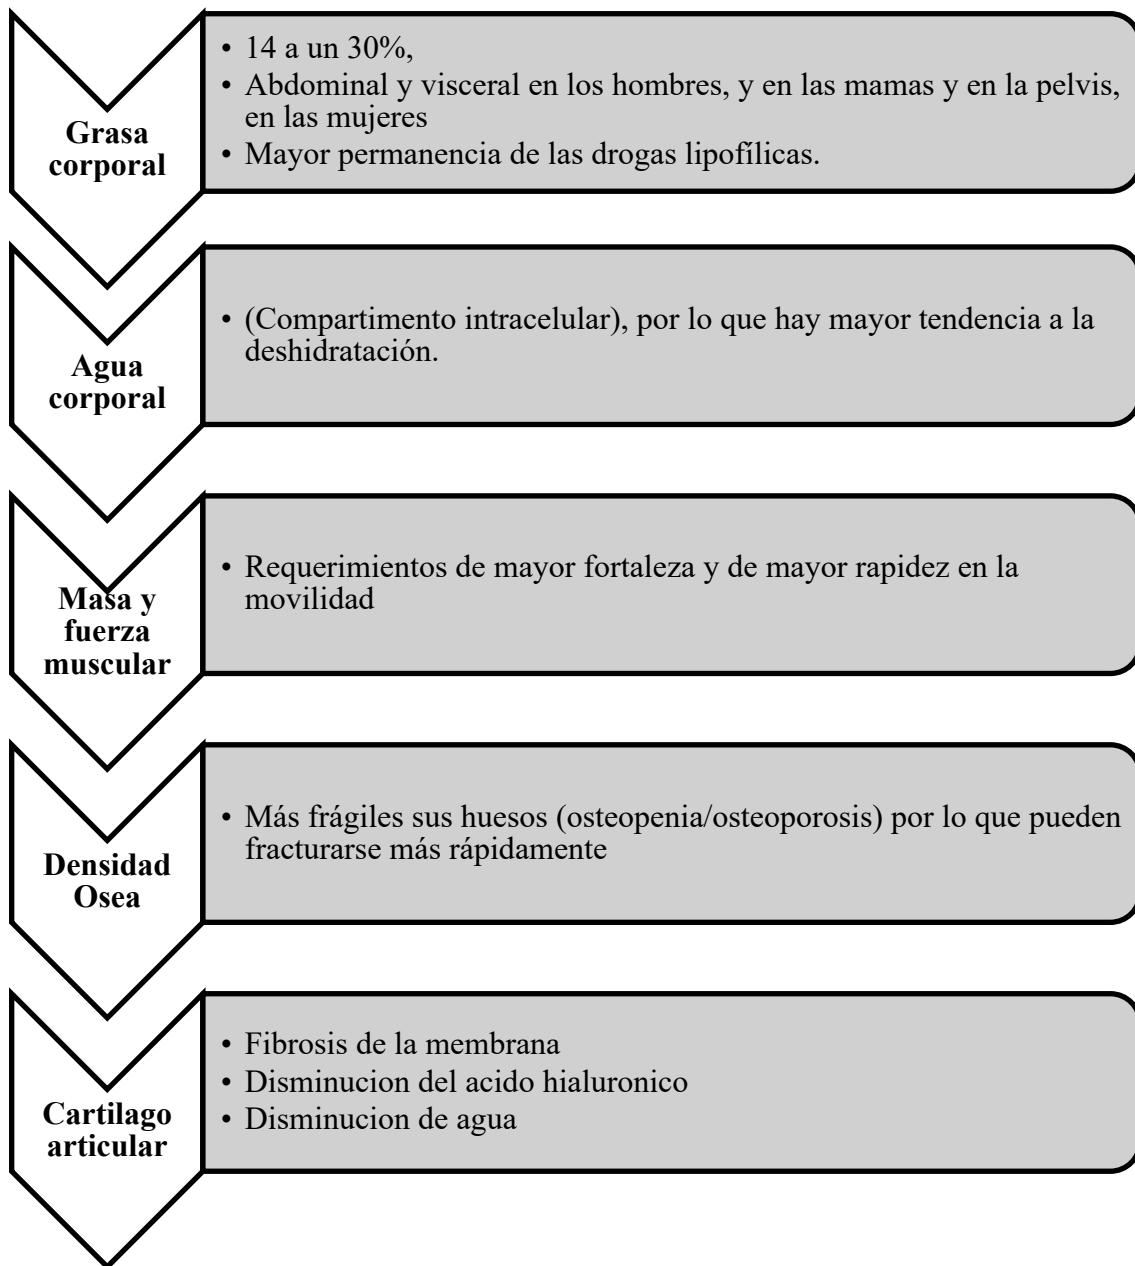 Grasa
corporal
• 14 a un 30%,
• Abdominal y visceral en los hombres, y en las mamas y en la pelvis,
en las mujeres
• Mayor permanencia de las drogas lipofílicas.
Agua
corporal
• (Compartimento intracelular), por lo que hay mayor tendencia a la
deshidratación.
Masa y
fuerza
muscular
• Requerimientos de mayor fortaleza y de mayor rapidez en la
movilidad
Densidad
Osea
• Más frágiles sus huesos (osteopenia/osteoporosis) por lo que pueden
fracturarse más rápidamente
Cartilago
articular
• Fibrosis de la membrana
• Disminucion del acido hialuronico
• Disminucion de agua